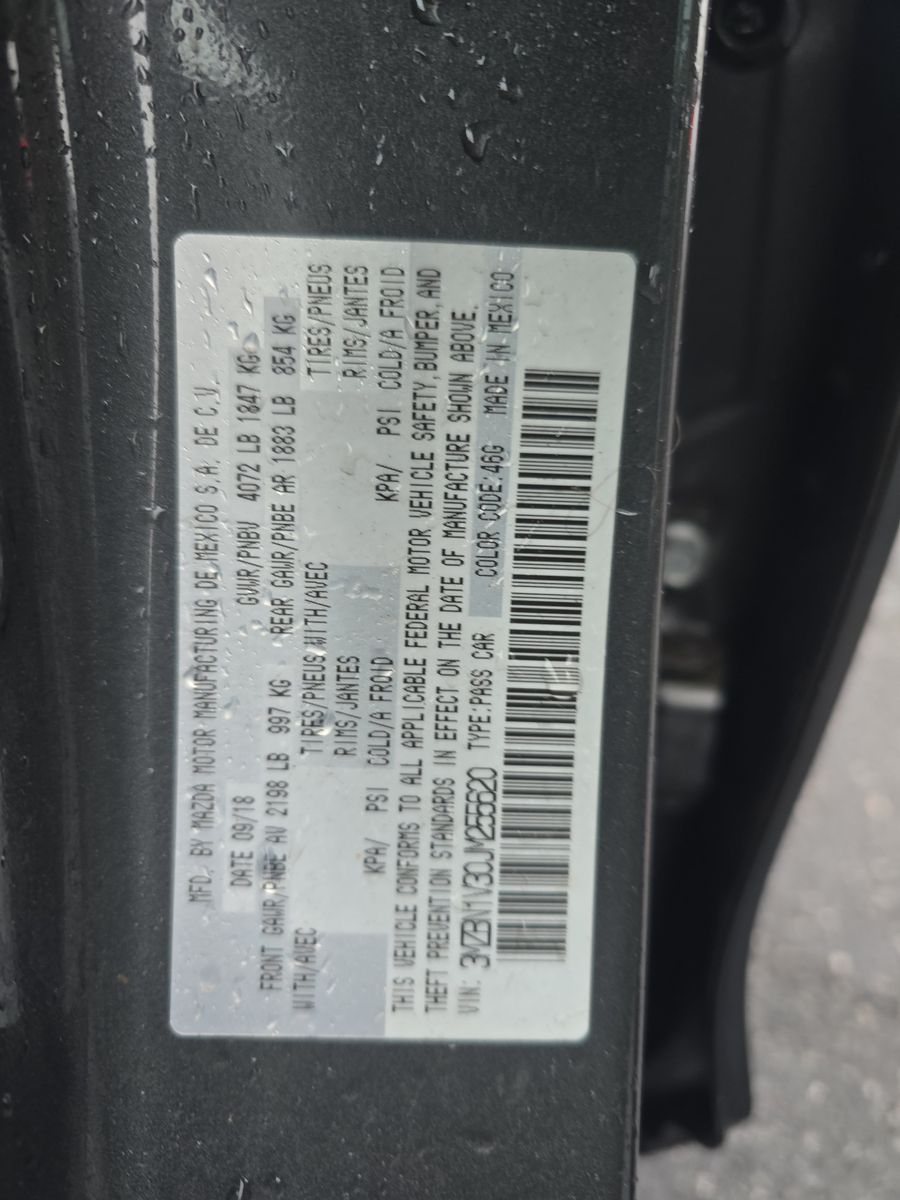 MFD. BY MAZDA MOTOR MANUFACTURING DE MEXICO S.A. DE C.V.
DATE 09/18 GVWR/PNBV 4072 LB 1847 KG
FRONT GAWR/PNBE AV 2198 LB 997 KG REAR GAWR/PNBE AR 1883 LB 854 KG
WITH/AVEC TIRES/PNEUS WITH/AVEC TIRES/PNEUS
RIMS/JANTES RIMS/JANTES
KPA/ PSI COLD/A FROID KPA/ PSI COLD/A FROID
THIS VEHICLE CONFORMS TO ALL APPLICABLE FEDERAL MOTOR VEHICLE SAFETY, BUMPER, AND
THEFT PREVENTION STANDARDS IN EFFECT ON THE DATE OF MANUFACTURE SHOWN ABOVE.
VIN: 3MZBN1V30JM255620 TYPE:PASS CAR COLOR CODE:46G MADE IN MEXICO